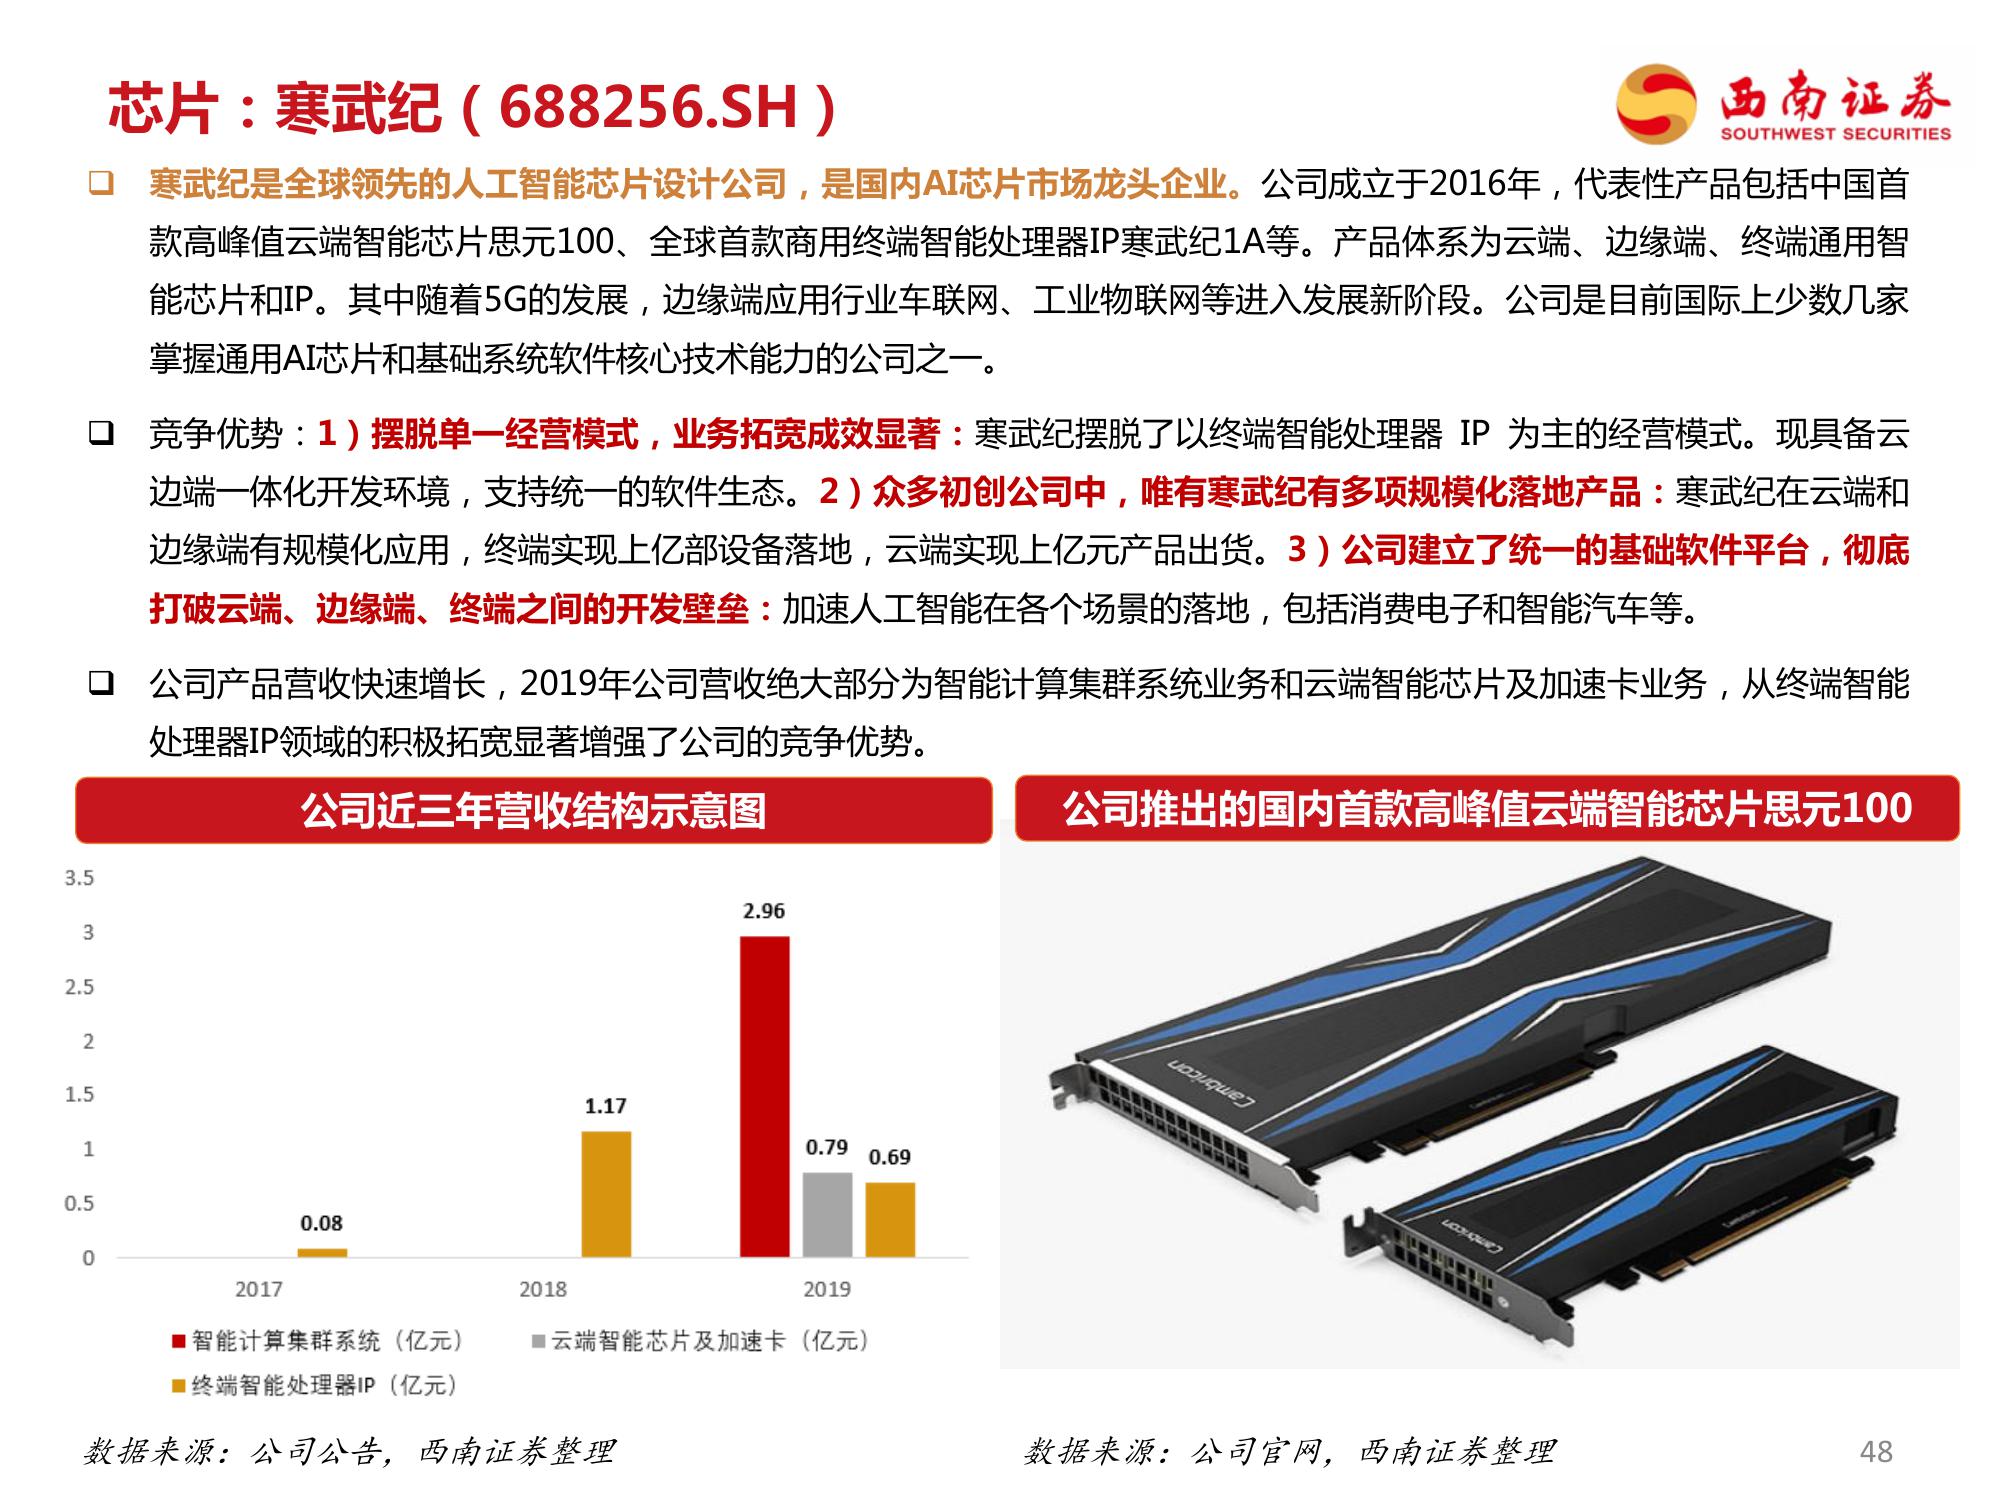 芯片：寒武纪（688256.SH）
西南证券
SOUTHWEST SECURITIES
❑ 寒武纪是全球领先的人工智能芯片设计公司，是国内AI芯片市场龙头企业。公司成立于2016年，代表性产品包括中国首
款高峰值云端智能芯片思元100、全球首款商用终端智能处理器IP寒武纪1A等。产品体系为云端、边缘端、终端通用智
能芯片和IP。其中随着5G的发展，边缘端应用行业车联网、工业物联网等进入发展新阶段。公司是目前国际上少数几家
掌握通用AI芯片和基础系统软件核心技术能力的公司之一。
❑ 竞争优势：1）摆脱单一经营模式，业务拓宽成效显著：寒武纪摆脱了以终端智能处理器 IP 为主的经营模式。现具备云
边端一体化开发环境，支持统一的软件生态。2）众多初创公司中，唯有寒武纪有多项规模化落地产品：寒武纪在云端和
边缘端有规模化应用，终端实现上亿部设备落地，云端实现上亿元产品出货。3）公司建立了统一的基础软件平台，彻底
打破云端、边缘端、终端之间的开发壁垒：加速人工智能在各个场景的落地，包括消费电子和智能汽车等。
❑ 公司产品营收快速增长，2019年公司营收绝大部分为智能计算集群系统业务和云端智能芯片及加速卡业务，从终端智能
处理器IP领域的积极拓宽显著增强了公司的竞争优势。
公司近三年营收结构示意图
3.5
3
2.5
2
1.5
1
0.5
0
0.08
1.17
2.96
0.79
0.69
2017
2018
2019
智能计算集群系统（亿元）
云端智能芯片及加速卡（亿元）
终端智能处理器IP（亿元）
数据来源：公司公告，西南证券整理
公司推出的国内首款高峰值云端智能芯片思元100
Cambricon
Cambricon
数据来源：公司官网，西南证券整理
48